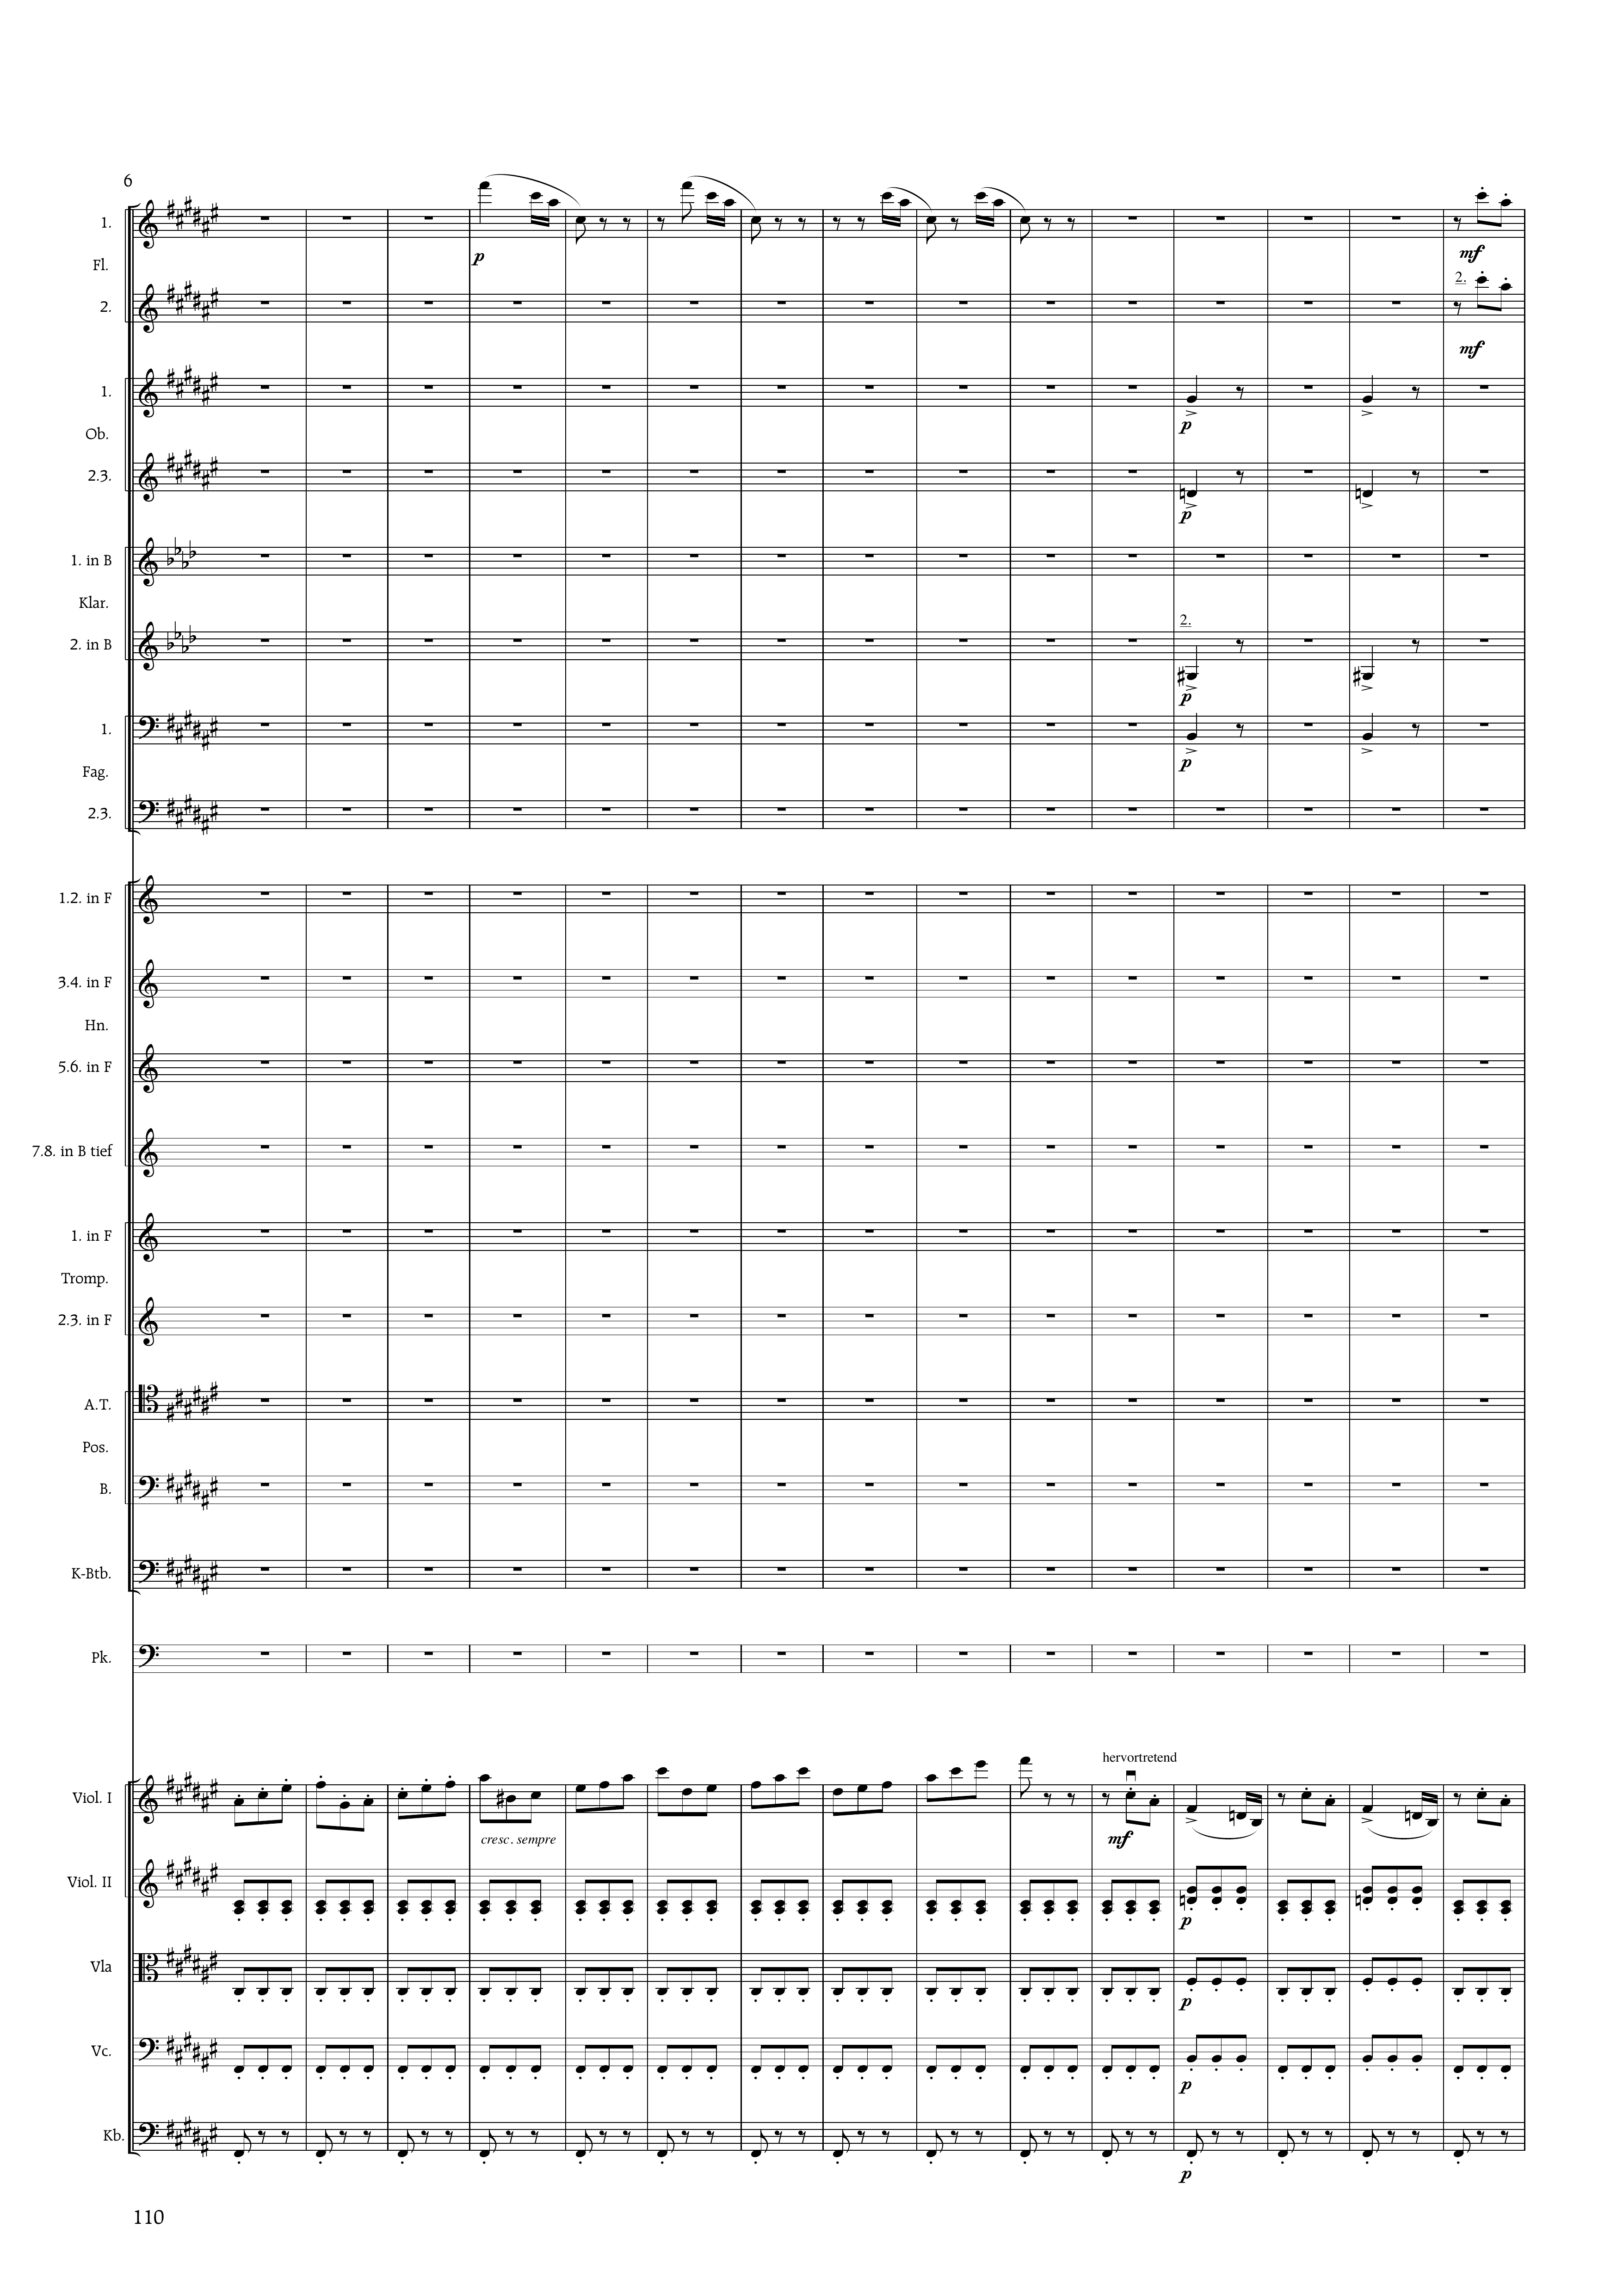 6
1.
p
mf
Fl.
2.
2.
mf
1.
p
Ob.
2.3.
p
1. in B
Klar.
2.
2. in B
p
1.
p
Fag.
2.3.
1.2. in F
3.4. in F
Hn.
5.6. in F
7.8. in B tief
1. in F
Tromp.
2.3. in F
A.T.
Pos.
B.
K-Btb.
Pk.
hervortretend
Viol. I
cresc. sempre
mf
Viol. II
p
Vla
p
Vc.
p
Kb.
p
110